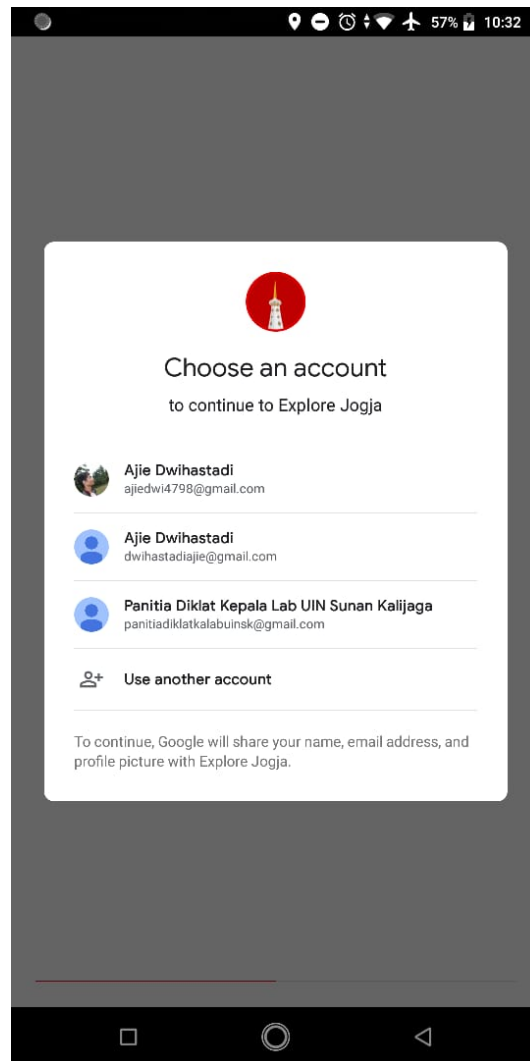 57% 10:32
Choose an account
to continue to Explore Jogja
Ajie Dwihastadi
ajiedwi4798@gmail.com
Ajie Dwihastadi
dwihastadiajie@gmail.com
Panitia Diklat Kepala Lab UIN Sunan Kalijaga
panitiadiklatkalabuinsk@gmail.com
Use another account
To continue, Google will share your name, email address, and
profile picture with Explore Jogja.